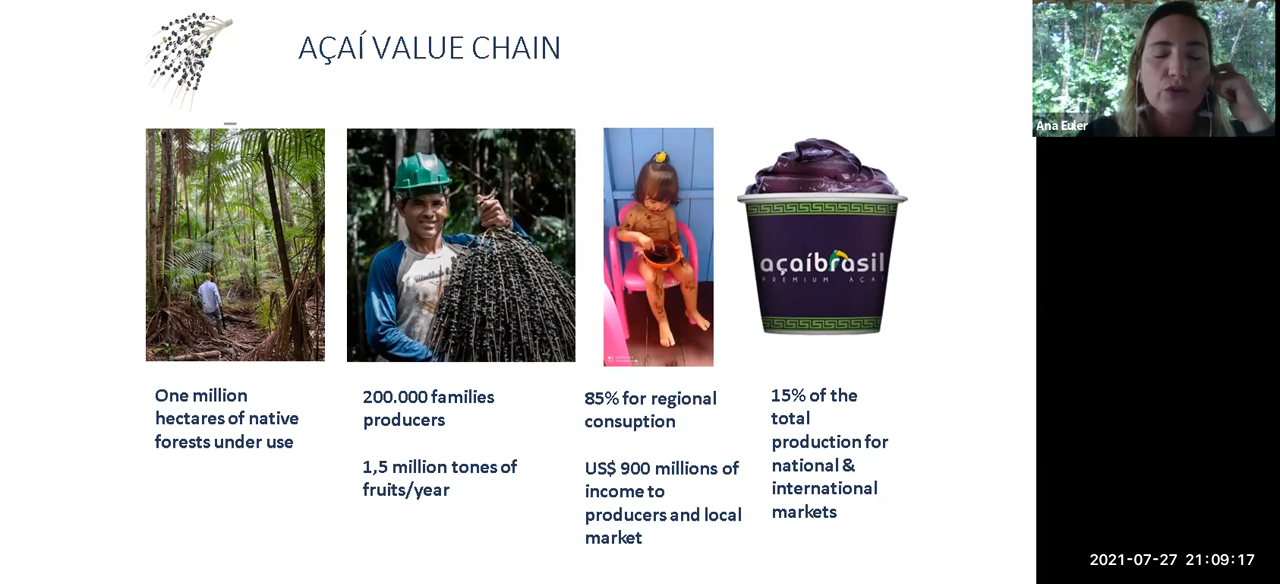 AÇAÍ VALUE CHAIN
Ana Euler
açaíbrasil
PREMIUM AÇAÍ
One million
hectares of native
forests under use
200.000 families
producers
1,5 million tones of
fruits/year
85% for regional
consuption
US$ 900 millions of
income to
producers and local
market
15% of the
total
production for
national &
international
markets
2021-07-27 21:09:17